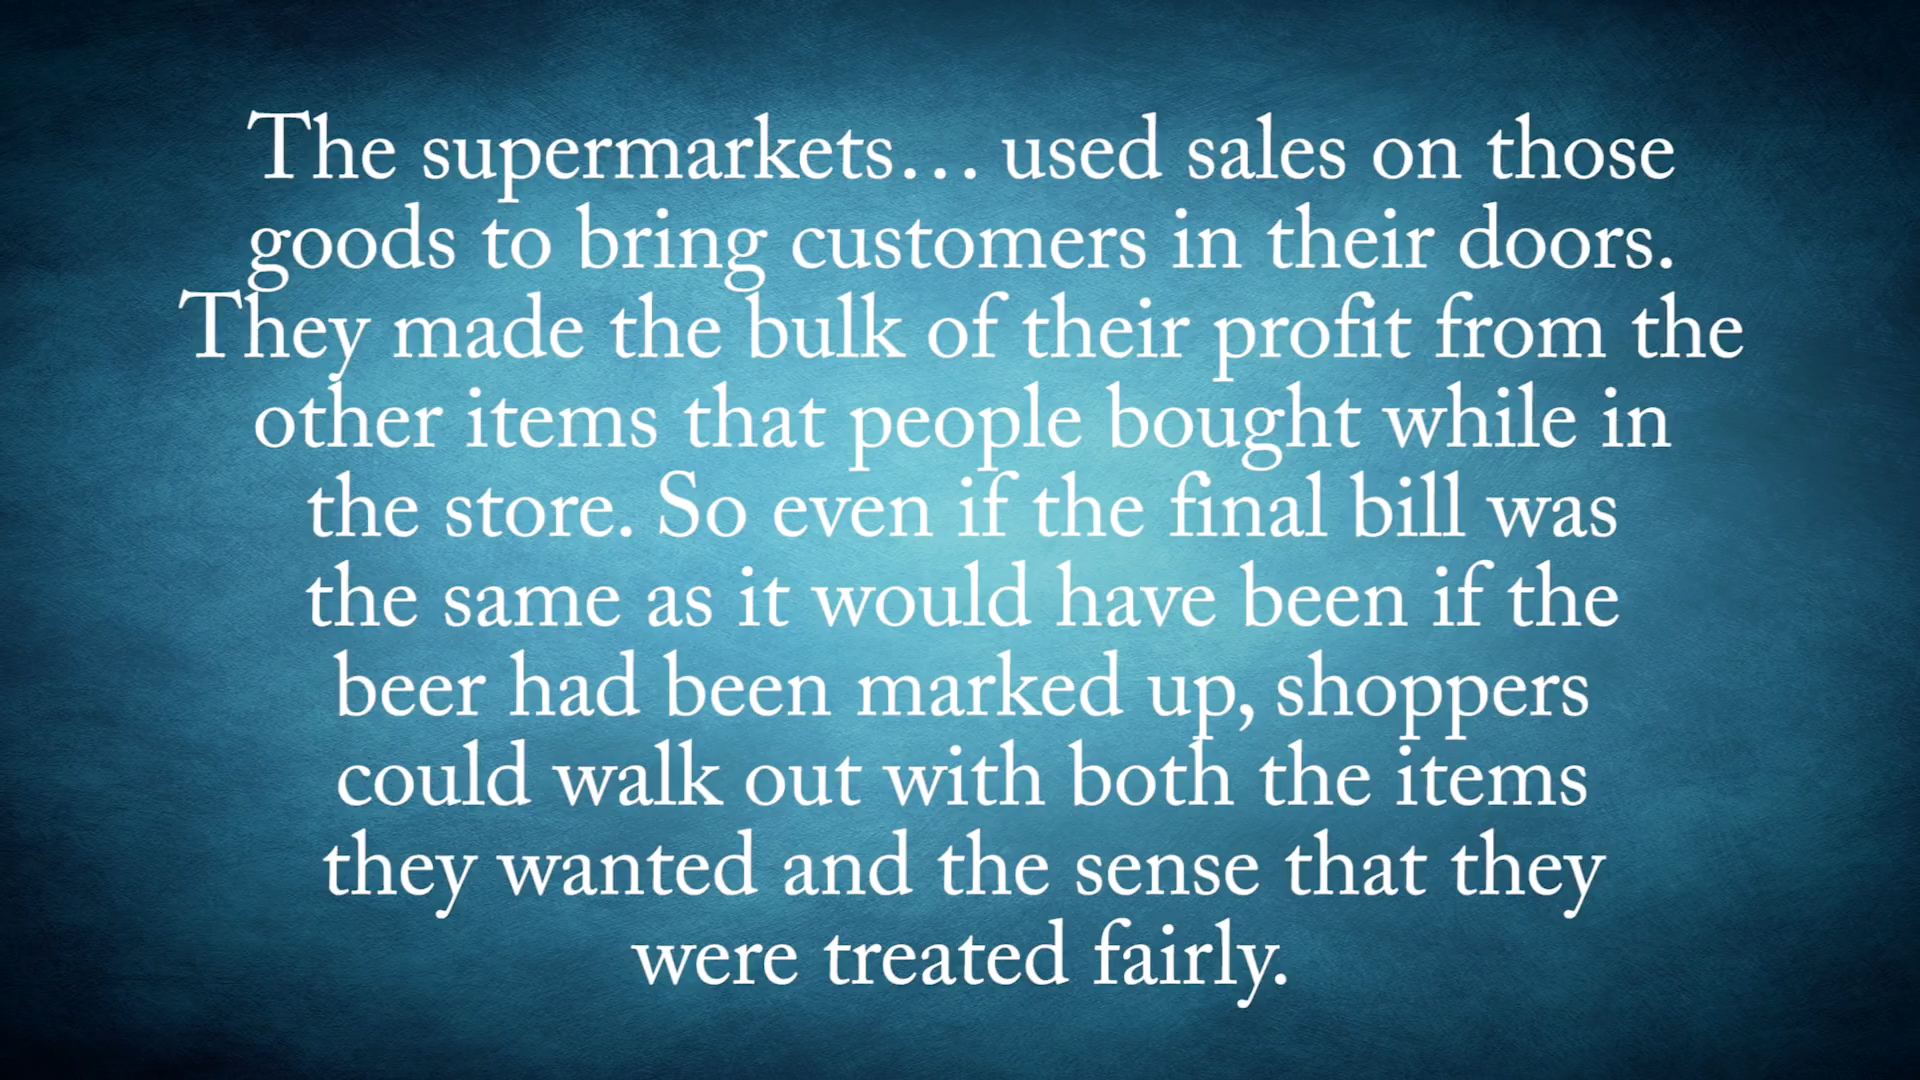 The supermarkets… used sales on those
goods to bring customers in their doors.
They made the bulk of their profit from the
other items that people bought while in
the store. So even if the final bill was
the same as it would have been if the
beer had been marked up, shoppers
could walk out with both the items
they wanted and the sense that they
were treated fairly.